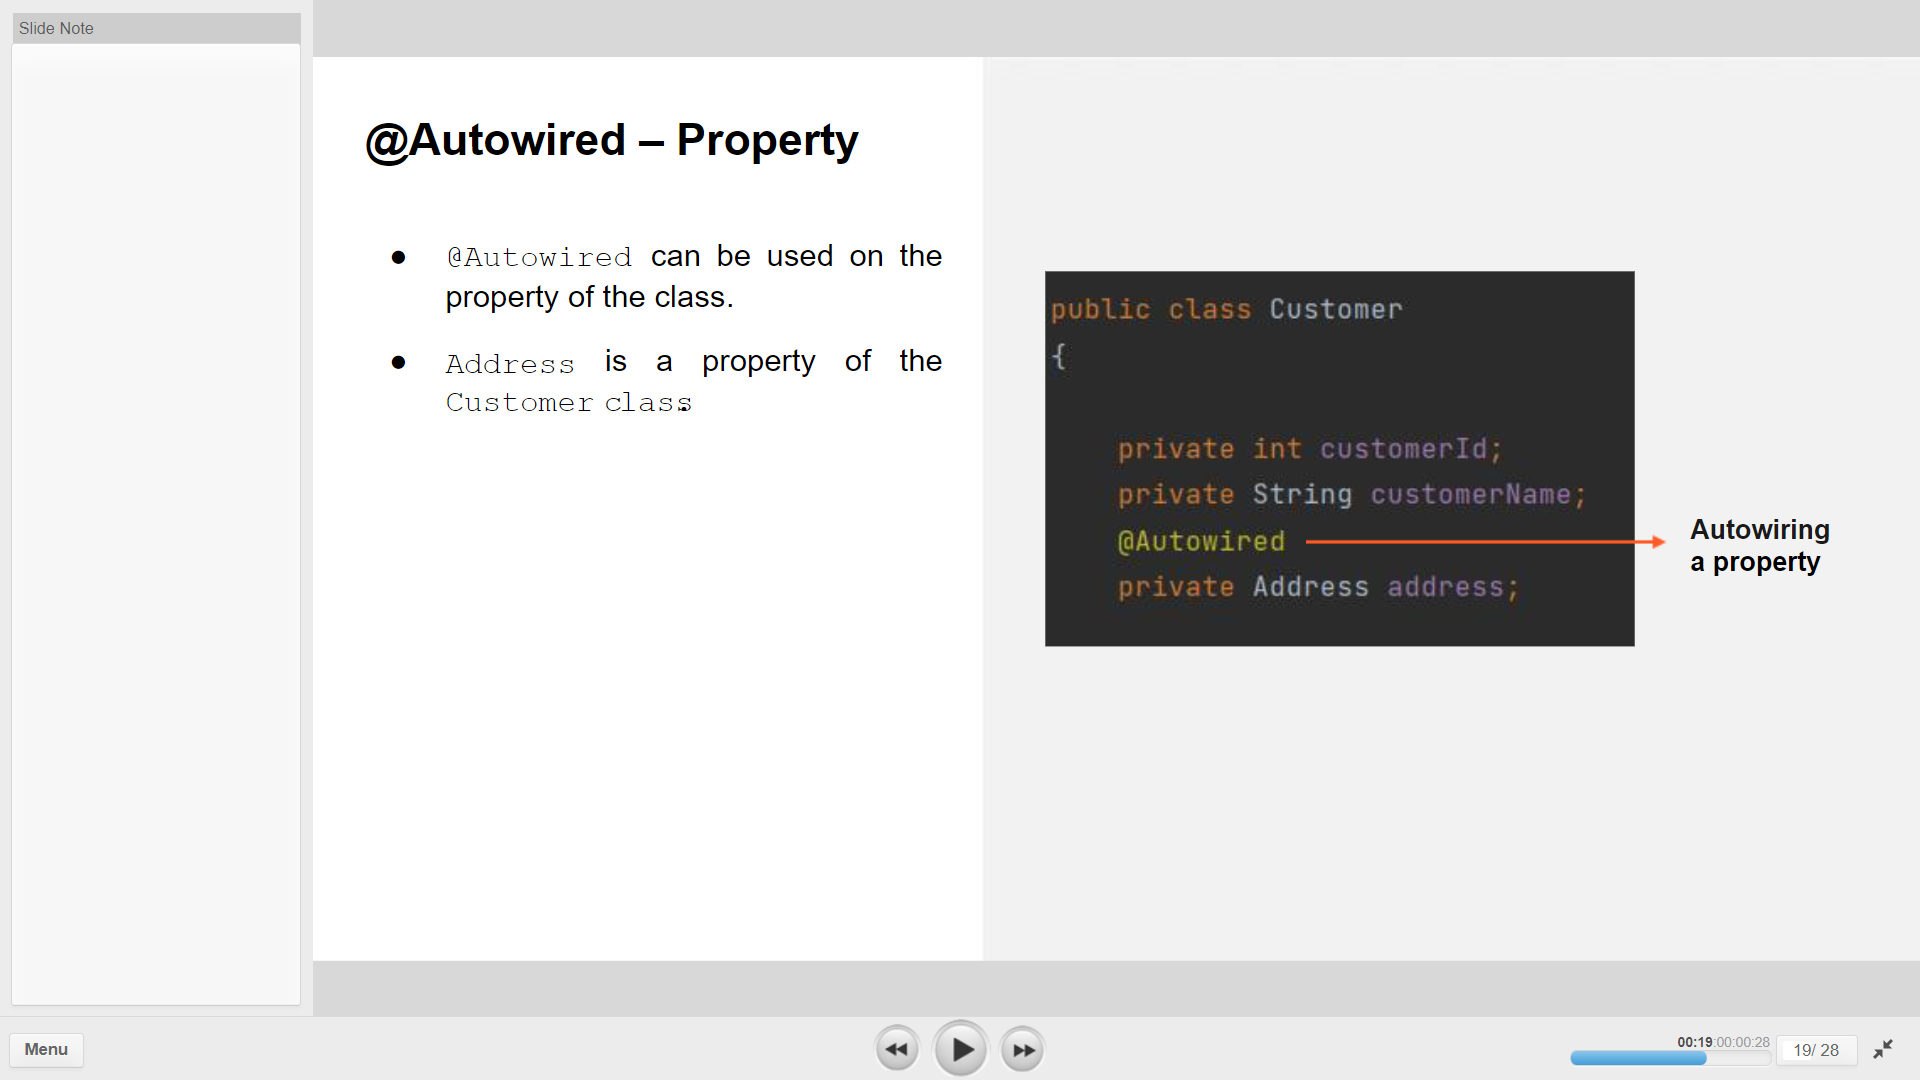 Slide Note
@Autowired – Property
● @Autowired can be used on the
property of the class.
● Address is a property of the
Customer class.
public class Customer
{
private int customerId;
private String customerName;
@Autowired
private Address address;
Autowiring
a property
Menu
00:19:00:00:28
19/ 28